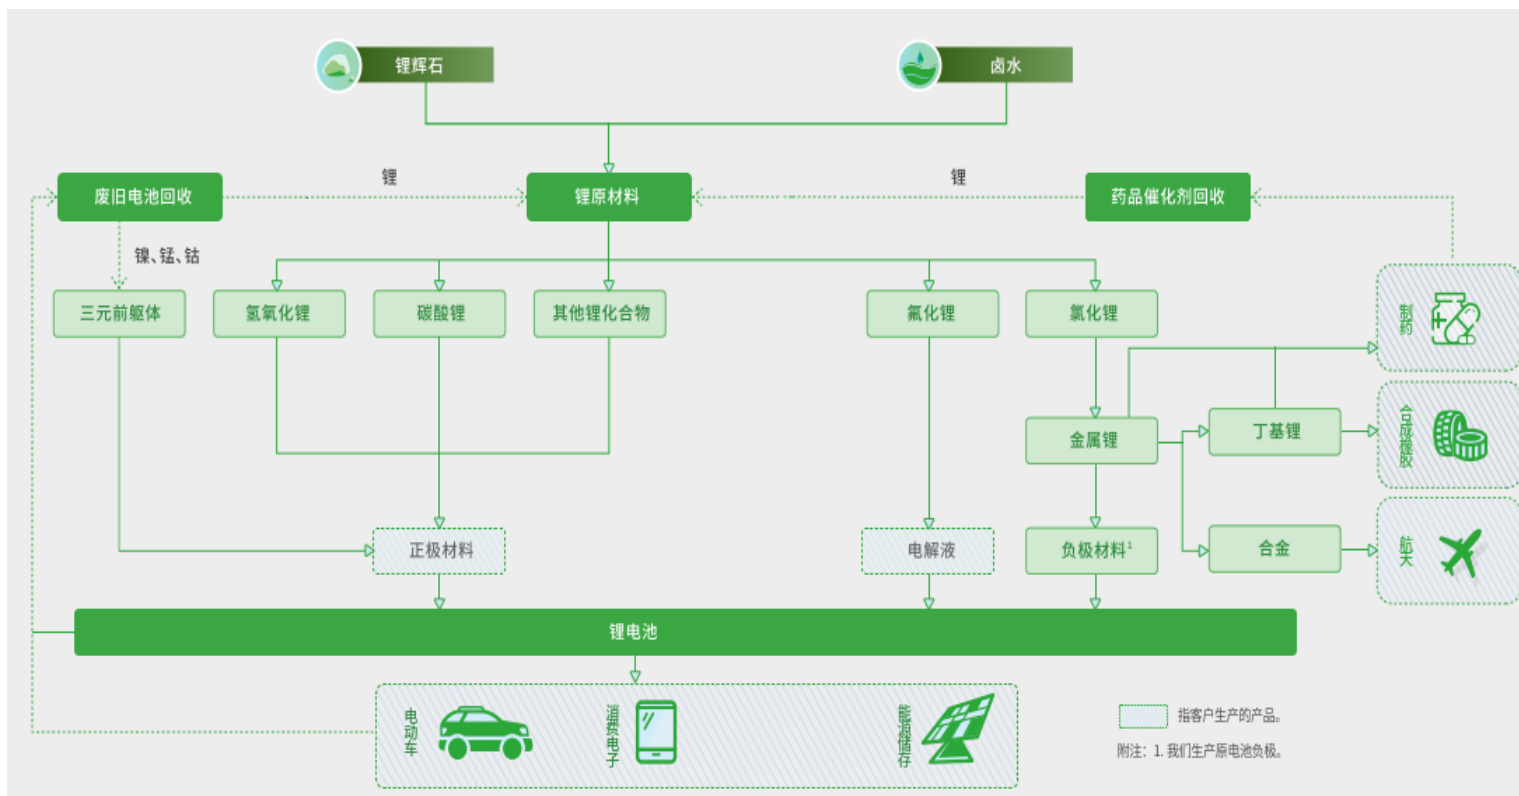 锂辉石
卤水
废旧电池回收
锂
锂原材料
锂
药品催化剂回收
镍、锰、钴
三元前躯体
氢氧化锂
碳酸锂
其他锂化合物
氟化锂
氯化锂
制药
金属锂
丁基锂
合成橡胶
正极材料
电解液
负极材料¹
合金
航天
锂电池
电动车
消费电子
能源储存
指客户生产的产品。
附注：1. 我们生产原电池负极。